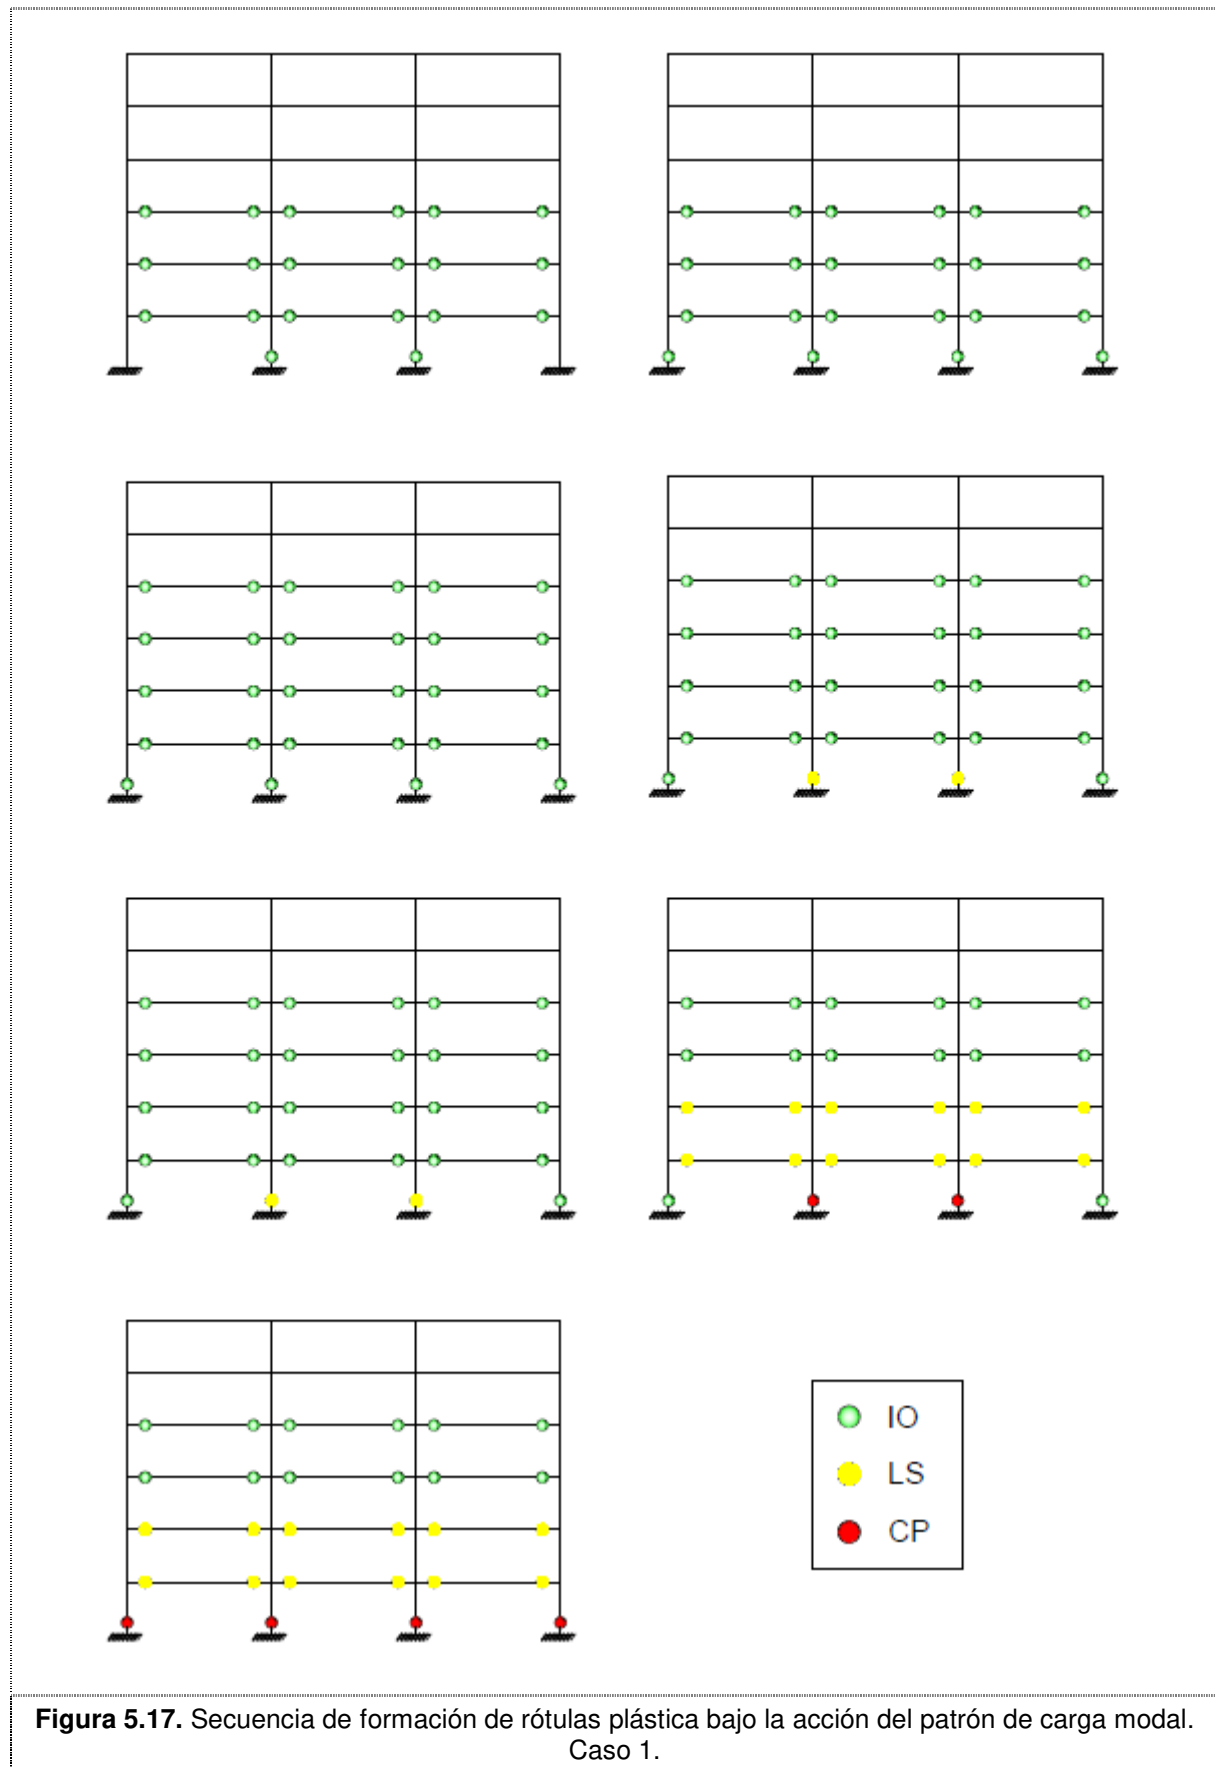 IO
LS
CP
Figura 5.17. Secuencia de formación de rótulas plástica bajo la acción del patrón de carga modal.
Caso 1.